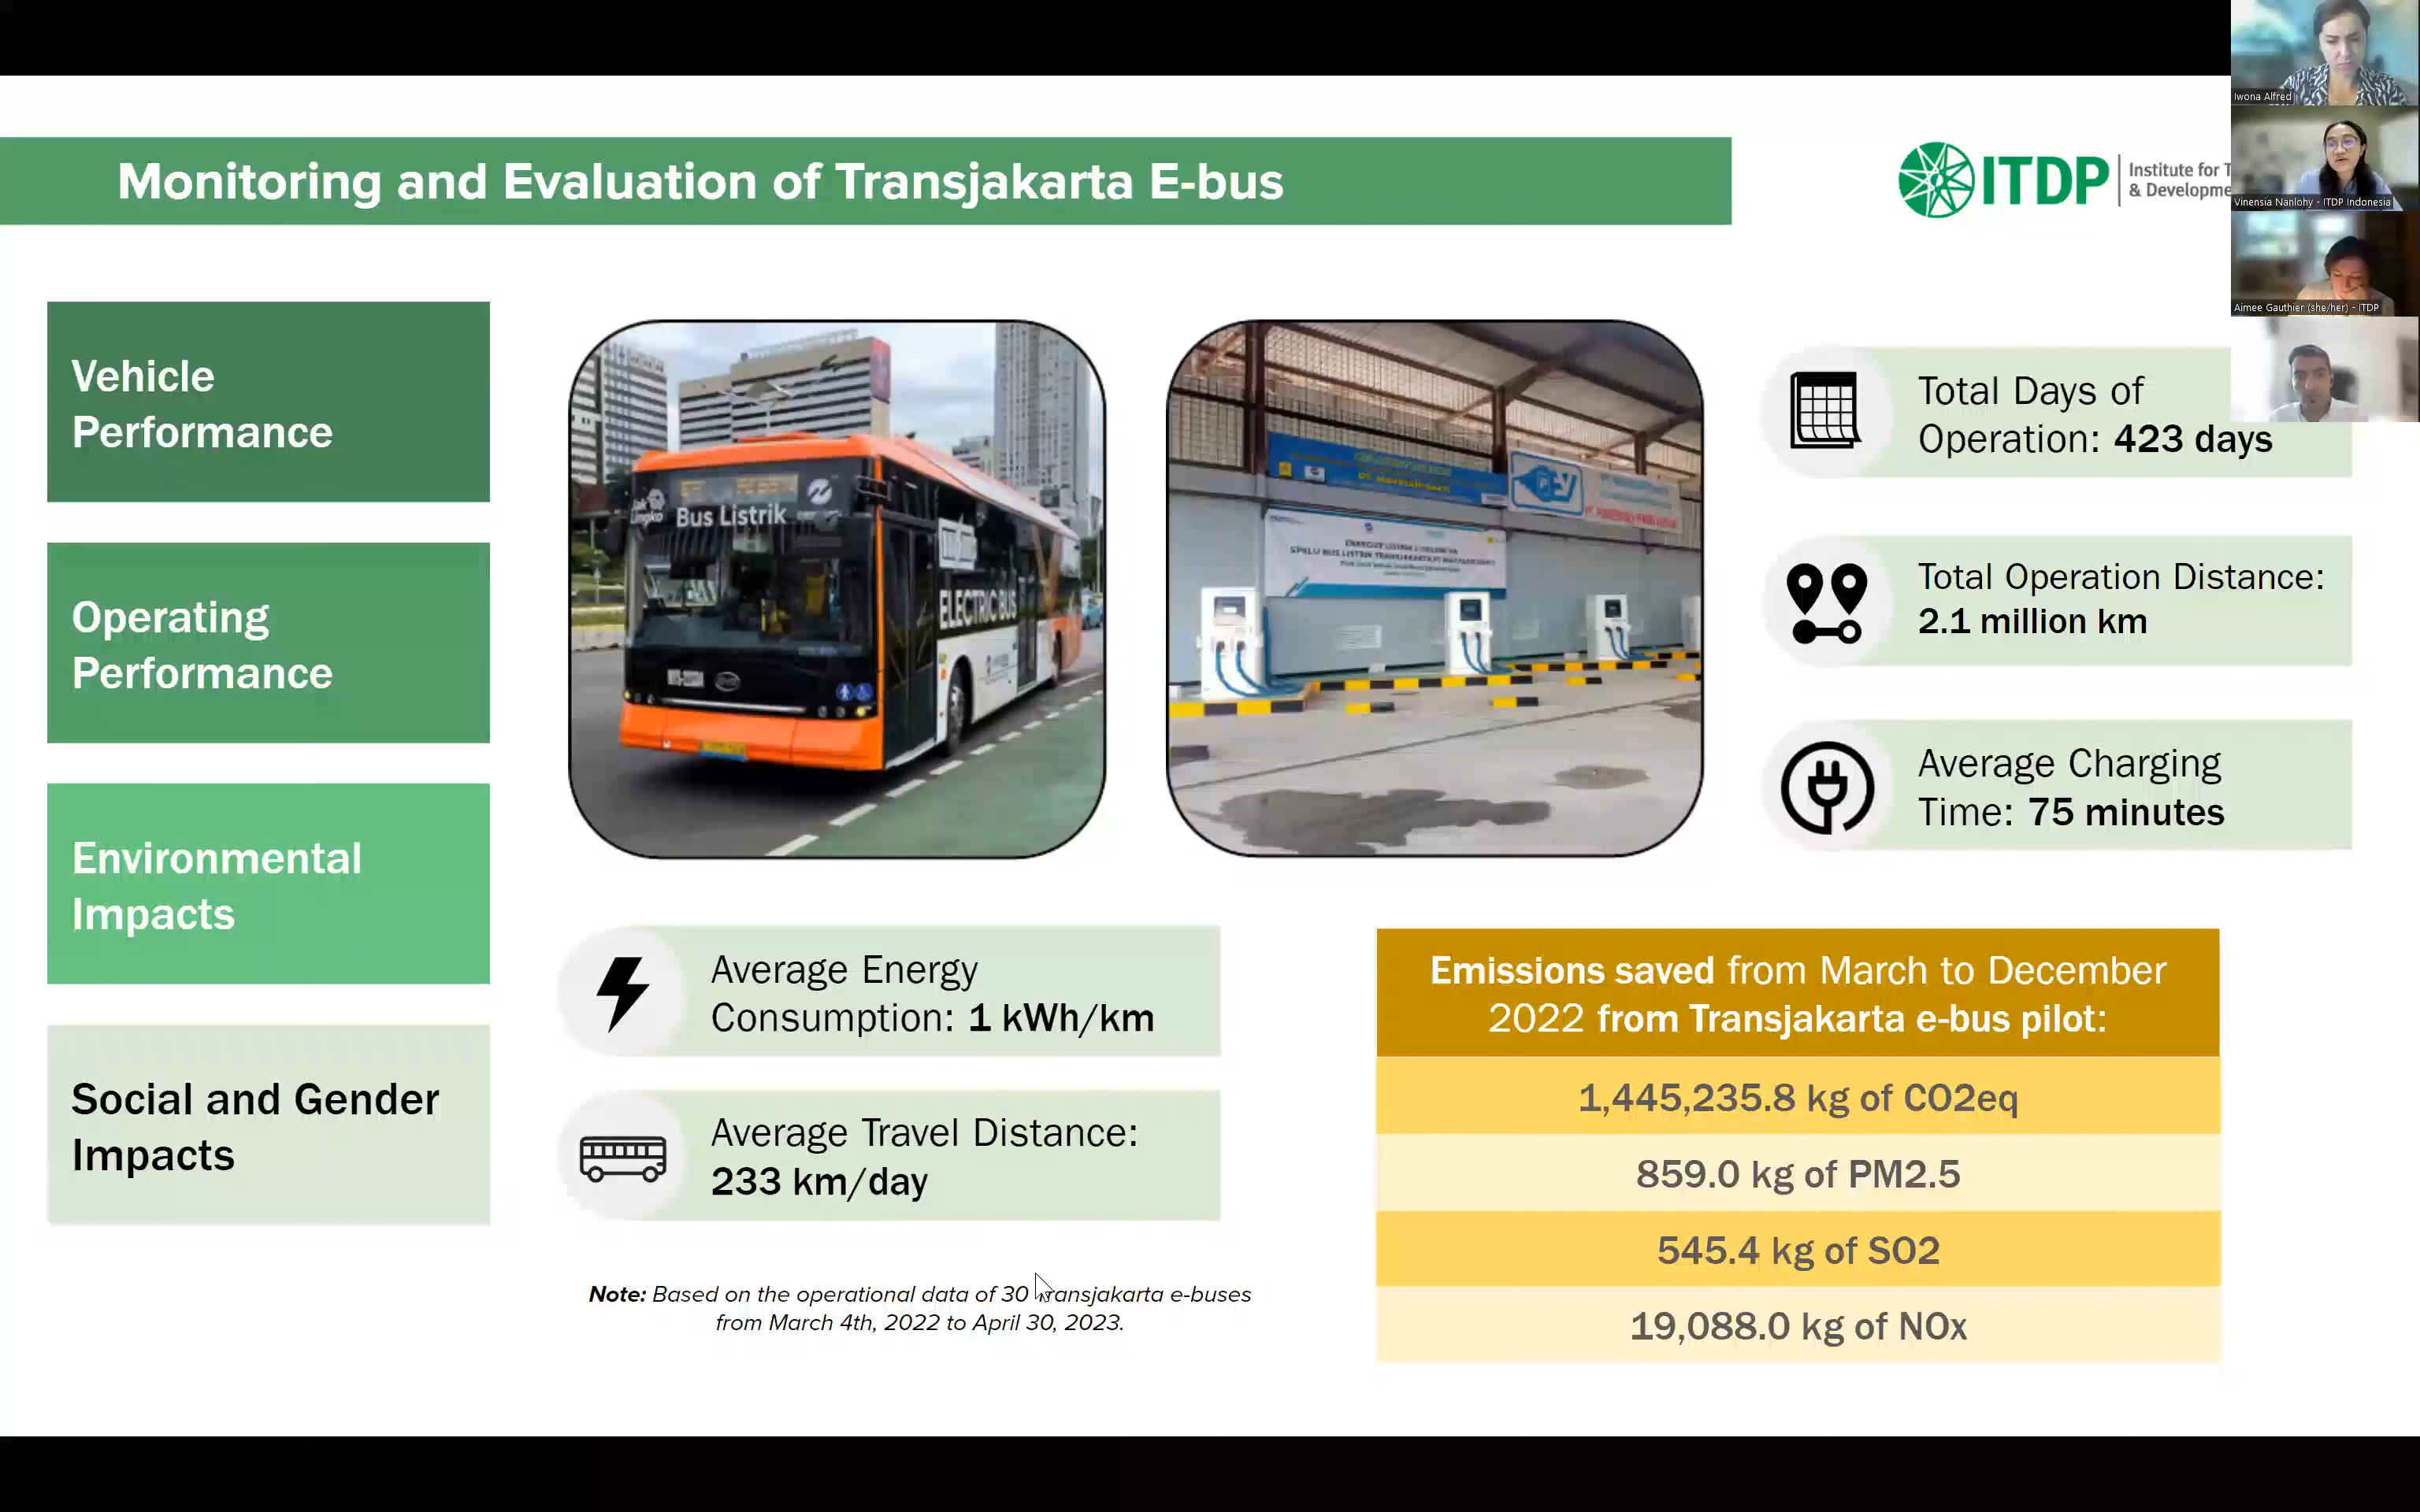 Monitoring and Evaluation of Transjakarta E-bus
ITDP
Institute for T
& Developme
Iwona Alfred
Vinensia Nanlohy - ITDP Indonesia
Aimee Gauthier (she/her) - ITDP
Vehicle
Performance
Operating
Performance
Environmental
Impacts
Social and Gender
Impacts
Jak
Lingko
Bus Listrik
ELECTRIC BUS
Total Days of
Operation: 423 days
Total Operation Distance:
2.1 million km
Average Charging
Time: 75 minutes
Average Energy
Consumption: 1 kWh/km
Average Travel Distance:
233 km/day
Note: Based on the operational data of 30 Transjakarta e-buses
from March 4th, 2022 to April 30, 2023.
Emissions saved from March to December
2022 from Transjakarta e-bus pilot:
1,445,235.8 kg of CO2eq
859.0 kg of PM2.5
545.4 kg of SO2
19,088.0 kg of NOx